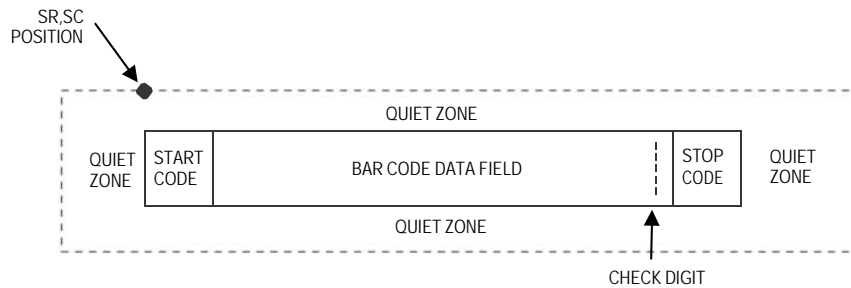 SR,SC
POSITION
QUIET ZONE
QUIET
ZONE
START
CODE
BAR CODE DATA FIELD
STOP
CODE
QUIET
ZONE
QUIET ZONE
CHECK DIGIT